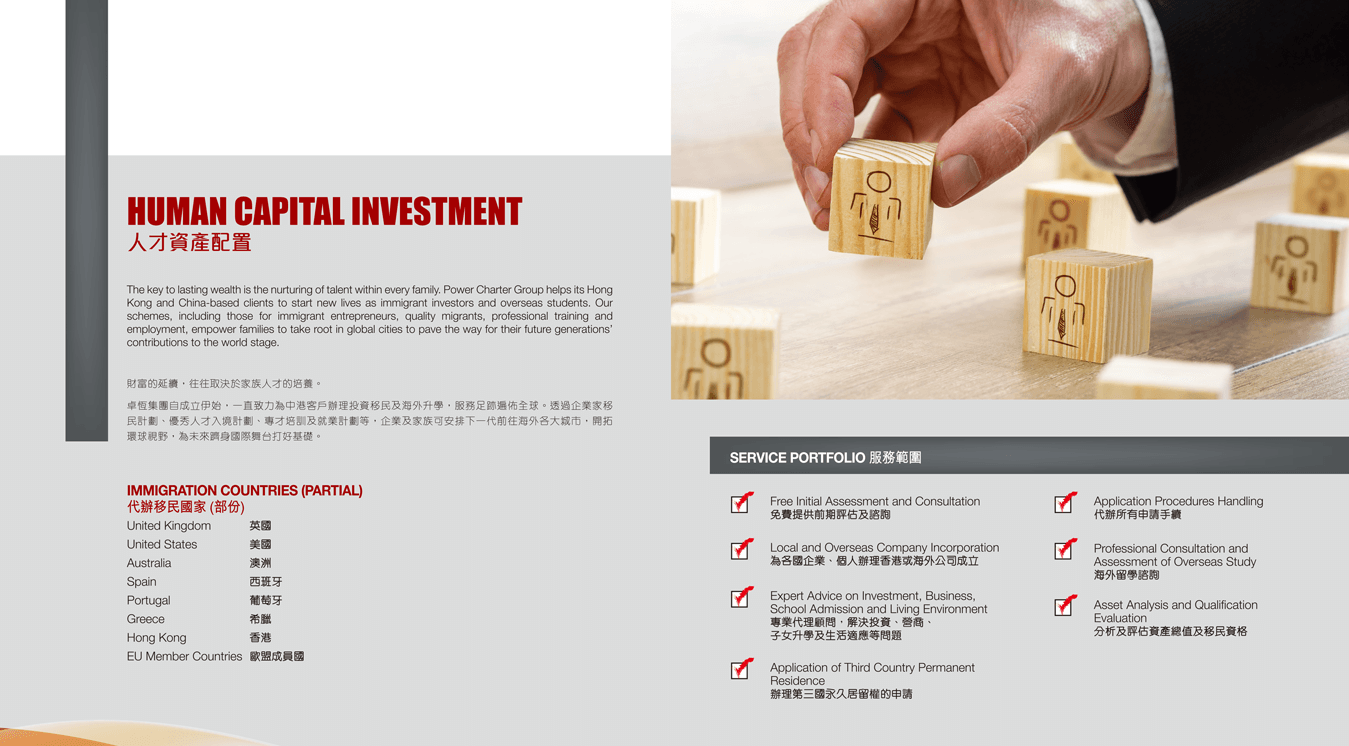 HUMAN CAPITAL INVESTMENT
人才資產配置
The key to lasting wealth is the nurturing of talent within every family. Power Charter Group helps its Hong
Kong and China-based clients to start new lives as immigrant investors and overseas students. Our
schemes, including those for immigrant entrepreneurs, quality migrants, professional training and
employment, empower families to take root in global cities to pave the way for their future generations’
contributions to the world stage.
財富的延續，往往取決於家族人才的培養。
卓恆集團自成立伊始，一直致力為中港客戶辦理投資移民及海外升學，服務足跡遍佈全球。透過企業家移
民計劃、優秀人才入境計劃、專才培訓及就業計劃等，企業及家族可安排下一代前往海外各大城市，開拓
環球視野，為未來躋身國際舞台打好基礎。
IMMIGRATION COUNTRIES (PARTIAL)
代辦移民國家 (部份)
United Kingdom 英國
United States 美國
Australia 澳洲
Spain 西班牙
Portugal 葡萄牙
Greece 希臘
Hong Kong 香港
EU Member Countries 歐盟成員國
SERVICE PORTFOLIO 服務範圍
Free Initial Assessment and Consultation
免費提供前期評估及諮詢
Local and Overseas Company Incorporation
為各國企業、個人辦理香港或海外公司成立
Expert Advice on Investment, Business,
School Admission and Living Environment
專業代理顧問，解決投資、營商、
子女升學及生活適應等問題
Application of Third Country Permanent
Residence
辦理第三國永久居留權的申請
Application Procedures Handling
代辦所有申請手續
Professional Consultation and
Assessment of Overseas Study
海外留學諮詢
Asset Analysis and Qualification
Evaluation
分析及評估資產總值及移民資格